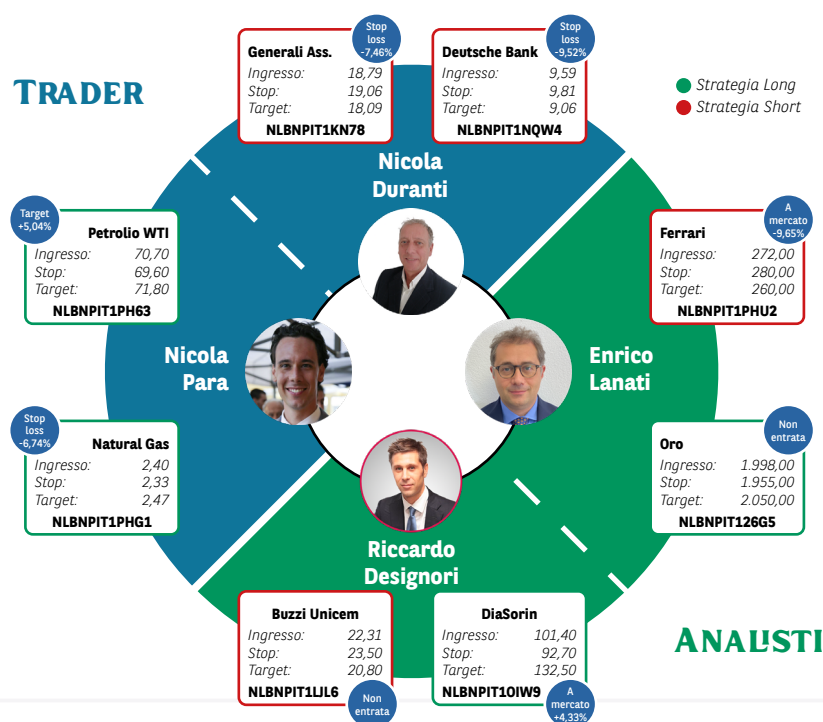 TRADER
Stop
loss
-7,46%
Generali Ass.
Ingresso: 18,79
Stop: 19,06
Target: 18,09
NLBNPIT1KN78
Stop
loss
-9,52%
Deutsche Bank
Ingresso: 9,59
Stop: 9,81
Target: 9,06
NLBNPIT1NQW4
Strategia Long
Strategia Short
Nicola
Duranti
Target
+5,04%
Petrolio WTI
Ingresso: 70,70
Stop: 69,60
Target: 71,80
NLBNPIT1PH63
A
mercato
-9,65%
Ferrari
Ingresso: 272,00
Stop: 280,00
Target: 260,00
NLBNPIT1PHU2
Nicola
Para
Enrico
Lanati
Stop
loss
-6,74%
Natural Gas
Ingresso: 2,40
Stop: 2,33
Target: 2,47
NLBNPIT1PHG1
Non
entrata
Oro
Ingresso: 1.998,00
Stop: 1.955,00
Target: 2.050,00
NLBNPIT126G5
Riccardo
Designori
Buzzi Unicem
Ingresso: 22,31
Stop: 23,50
Target: 20,80
NLBNPIT1LJL6
Non
entrata
DiaSorin
Ingresso: 101,40
Stop: 92,70
Target: 132,50
NLBNPIT1OIW9
A
mercato
+4,33%
ANALISTI